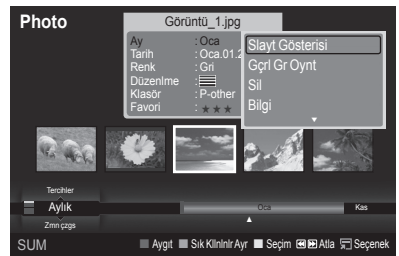 Photo
Görüntü_1.jpg
Ay : Oca
Tarih : Oca.01.2
Renk : Gri
Düzenlme :
Klasör : P-other
Favori : ★★★
Slayt Gösterisi
Gçrl Gr Oynt
Sil
Bilgi
Tercihler
Aylık
Oca
Kas
Zmn çzgs
SUM
Aygıt
Sık Kllnlnlr Ayr
Seçim
Atla
Seçenek